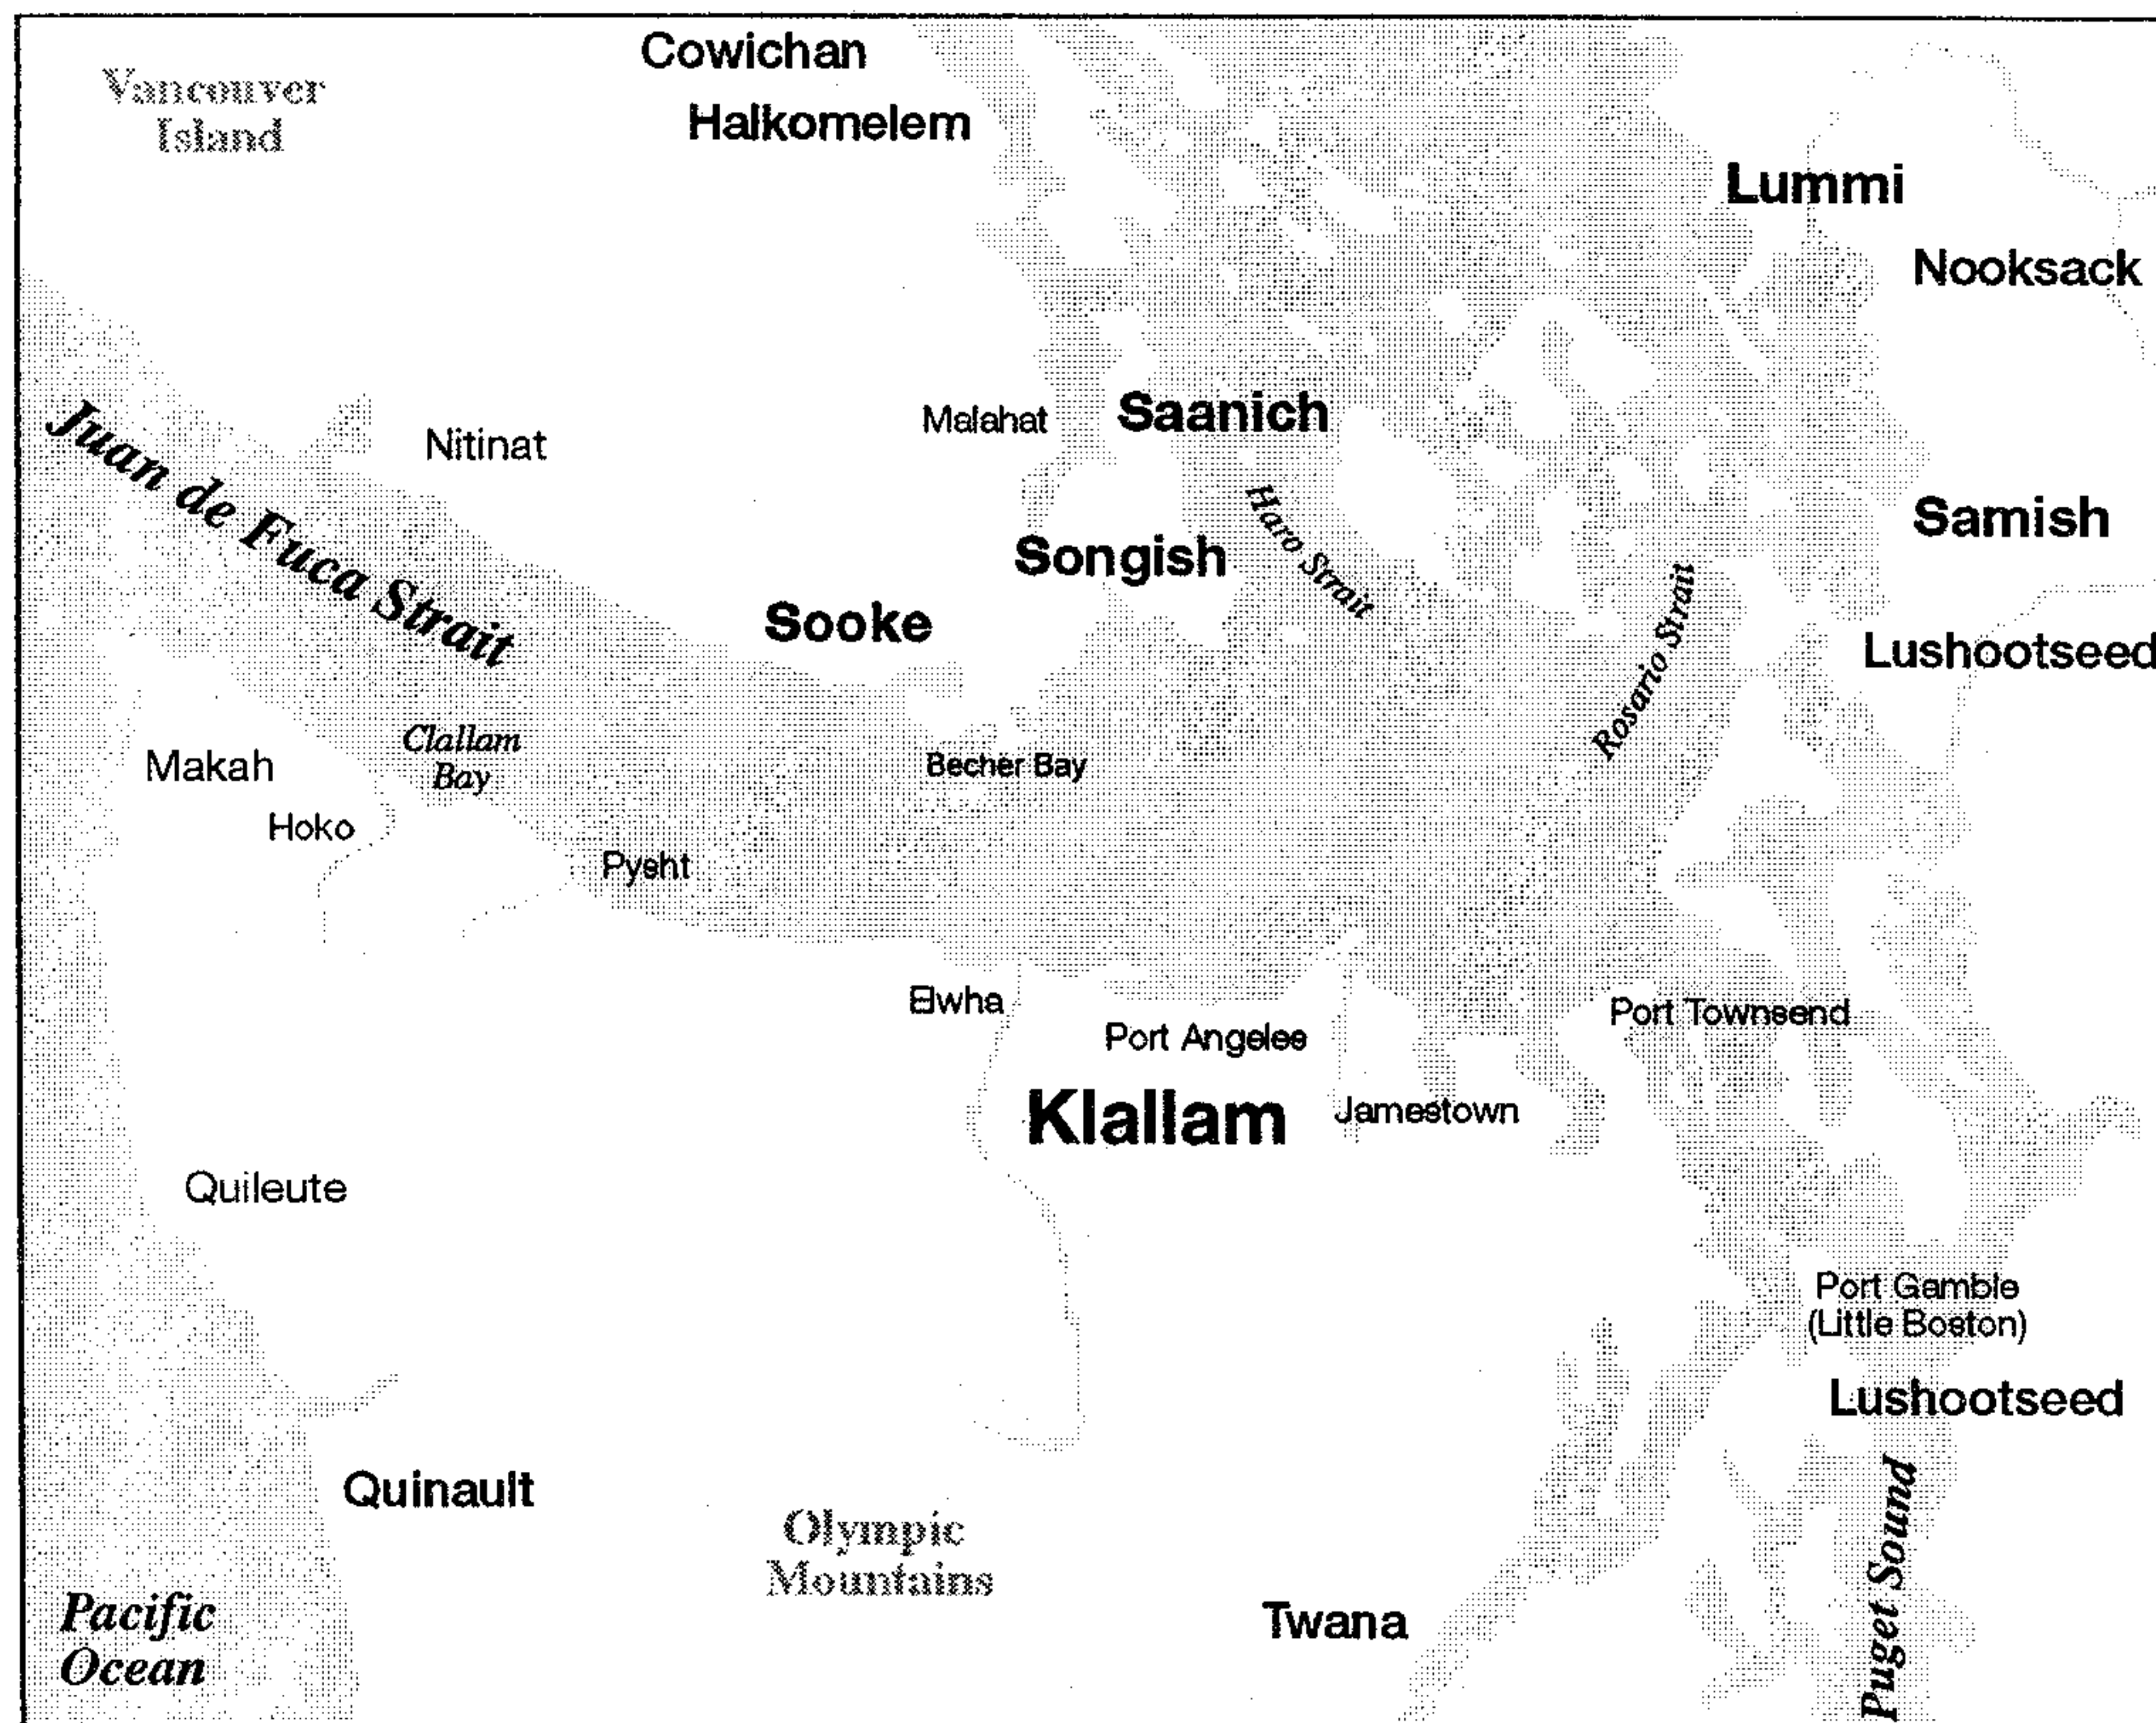 Cowichan
Vancouver
Island
Halkomelem
Lummi
Nooksack
Malahat
Saanich
Nitinat
Juan de Fuca Strait
Haro Strait
Samish
Songish
Sooke
Rosario Strait
Lushootseed
Clallam
Bay
Makah
Becher Bay
Hoko
Pysht
Elwha
Port Townsend
Port Angeles
Klallam
Jamestown
Quileute
Port Gamble
(Little Boston)
Lushootseed
Quinault
Olympic
Mountains
Puget Sound
Twana
Pacific
Ocean